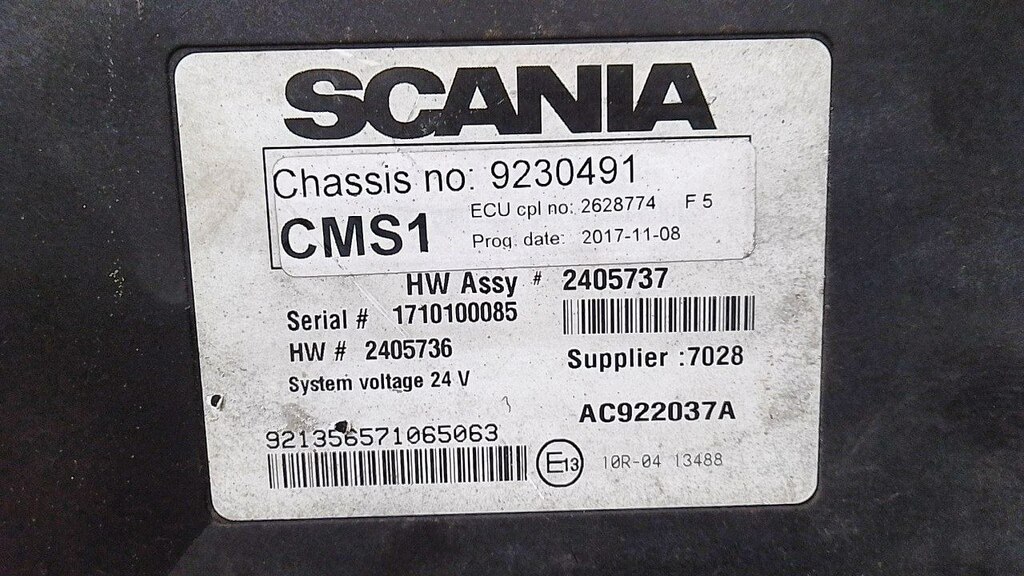 SCANIA
Chassis no: 9230491
CMS1
ECU cpl no: 2628774 F 5
Prog. date: 2017-11-08
HW Assy # 2405737
Serial # 1710100085
HW # 2405736
Supplier :7028
System voltage 24 V
AC922037A
921356571065063
E13 10R-04 13488